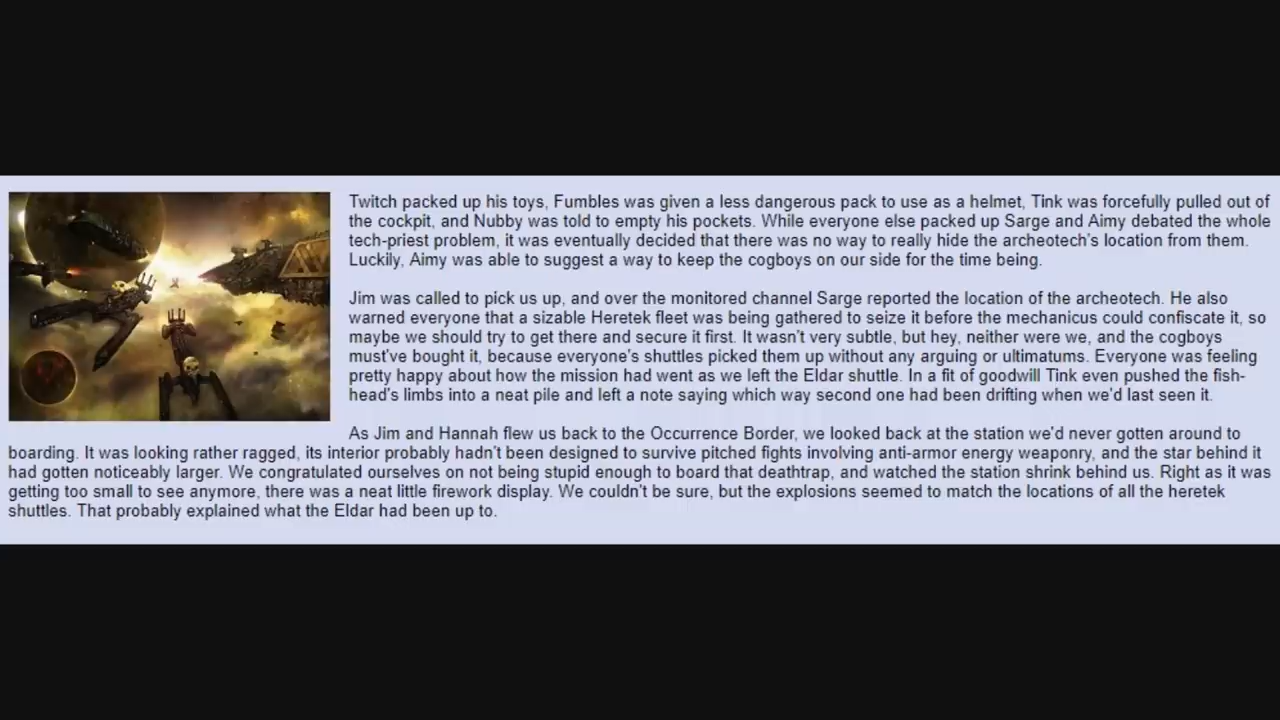 Twitch packed up his toys, Fumbles was given a less dangerous pack to use as a helmet, Tink was forcefully pulled out of
the cockpit, and Nubby was told to empty his pockets. While everyone else packed up Sarge and Aimy debated the whole
tech-priest problem, it was eventually decided that there was no way to really hide the archeotech's location from them.
Luckily, Aimy was able to suggest a way to keep the cogboys on our side for the time being.
Jim was called to pick us up, and over the monitored channel Sarge reported the location of the archeotech. He also
warned everyone that a sizable Heretek fleet was being gathered to seize it before the mechanicus could confiscate it, so
maybe we should try to get there and secure it first. It wasn't very subtle, but hey, neither were we, and the cogboys
must've bought it, because everyone's shuttles picked them up without any arguing or ultimatums. Everyone was feeling
pretty happy about how the mission had went as we left the Eldar shuttle. In a fit of goodwill Tink even pushed the fish-
head's limbs into a neat pile and left a note saying which way second one had been drifting when we'd last seen it.
As Jim and Hannah flew us back to the Occurrence Border, we looked back at the station we'd never gotten around to
boarding. It was looking rather ragged, its interior probably hadn't been designed to survive pitched fights involving anti-armor energy weaponry, and the star behind it
had gotten noticeably larger. We congratulated ourselves on not being stupid enough to board that deathtrap, and watched the station shrink behind us. Right as it was
getting too small to see anymore, there was a neat little firework display. We couldn't be sure, but the explosions seemed to match the locations of all the heretek
shuttles. That probably explained what the Eldar had been up to.